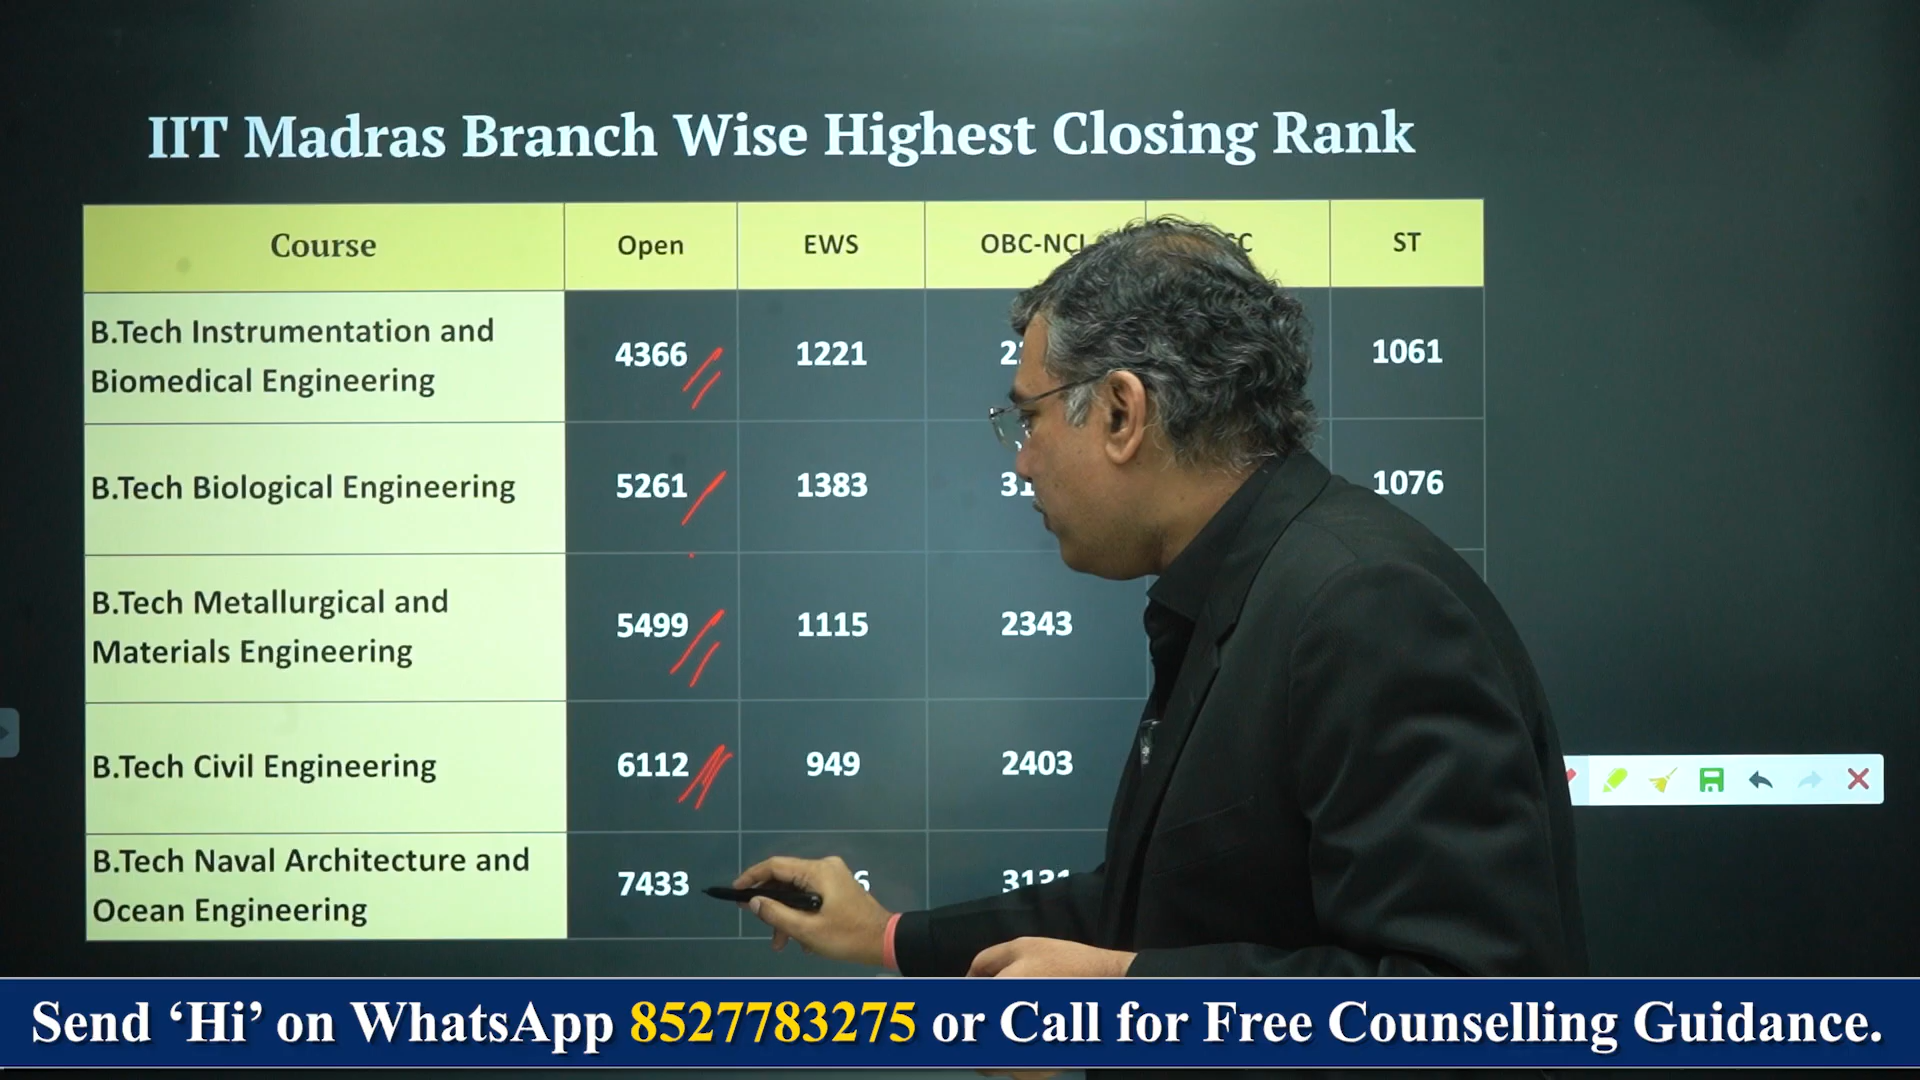 IIT Madras Branch Wise Highest Closing Rank
Course Open EWS OBC-NCL ST
B.Tech Instrumentation and
Biomedical Engineering
4366 1221 1061
B.Tech Biological Engineering 5261 1383 1076
B.Tech Metallurgical and
Materials Engineering
5499 1115 2343
B.Tech Civil Engineering 6112 949 2403
B.Tech Naval Architecture and
Ocean Engineering
7433 3131
Send ‘Hi’ on WhatsApp 8527783275 or Call for Free Counselling Guidance.